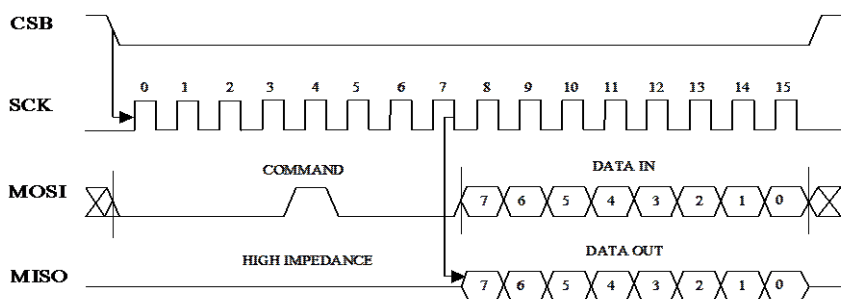 CSB
0 1 2 3 4 5 6 7 8 9 10 11 12 13 14 15
SCK
COMMAND DATA IN
MOSI 7 6 5 4 3 2 1 0
HIGH IMPEDANCE DATA OUT
MISO 7 6 5 4 3 2 1 0